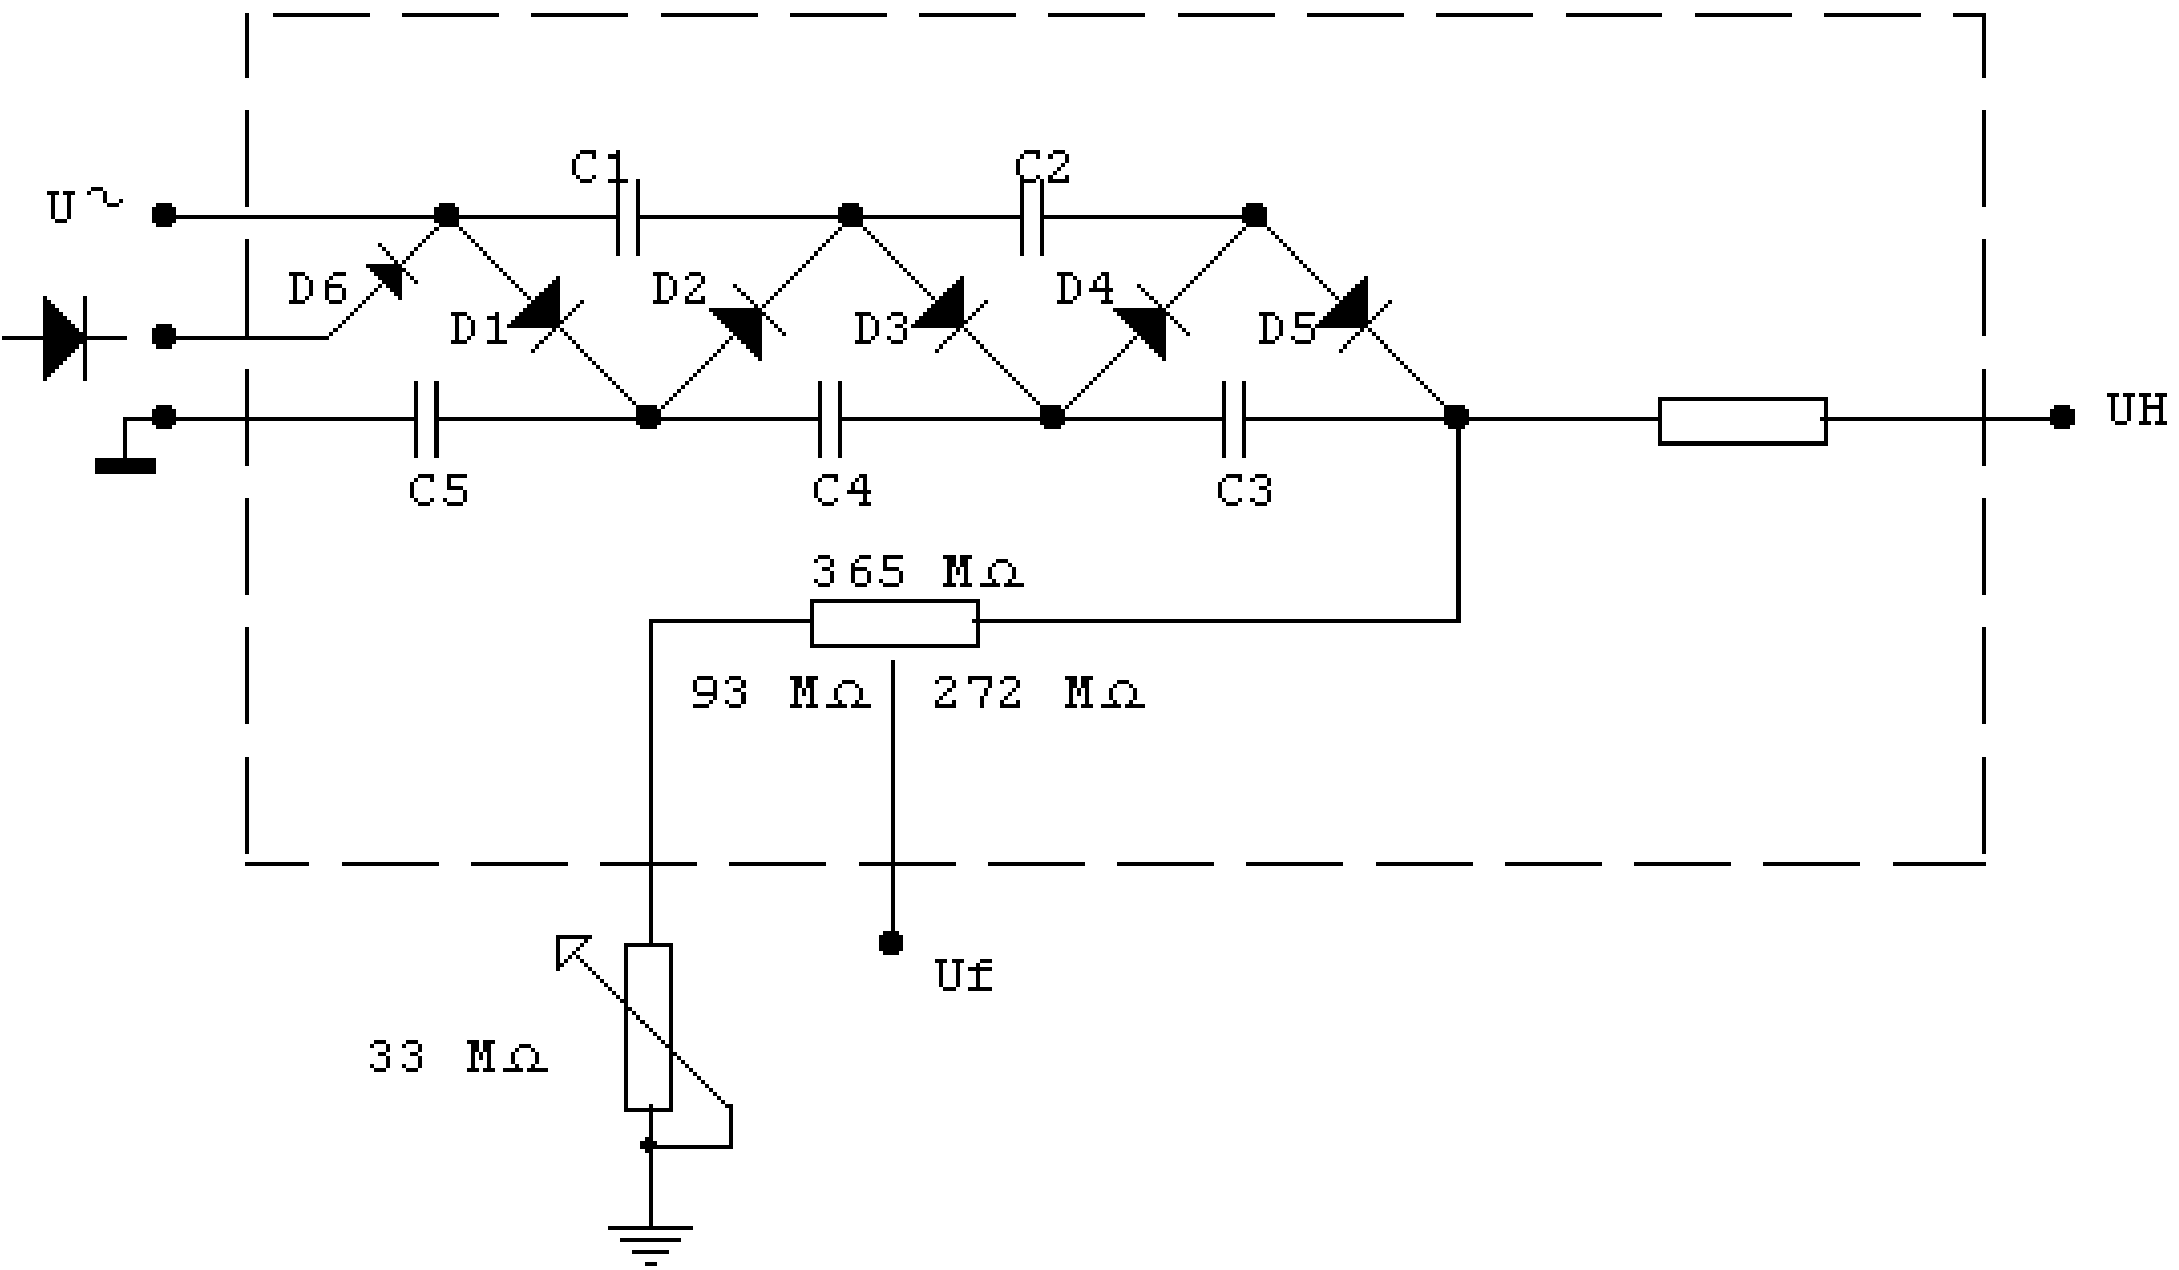 C1 C2
U~
D6 D2 D4
D1 D3 D5
UH
C5 C4 C3
365 MΩ
93 MΩ 272 MΩ
Uf
33 MΩ